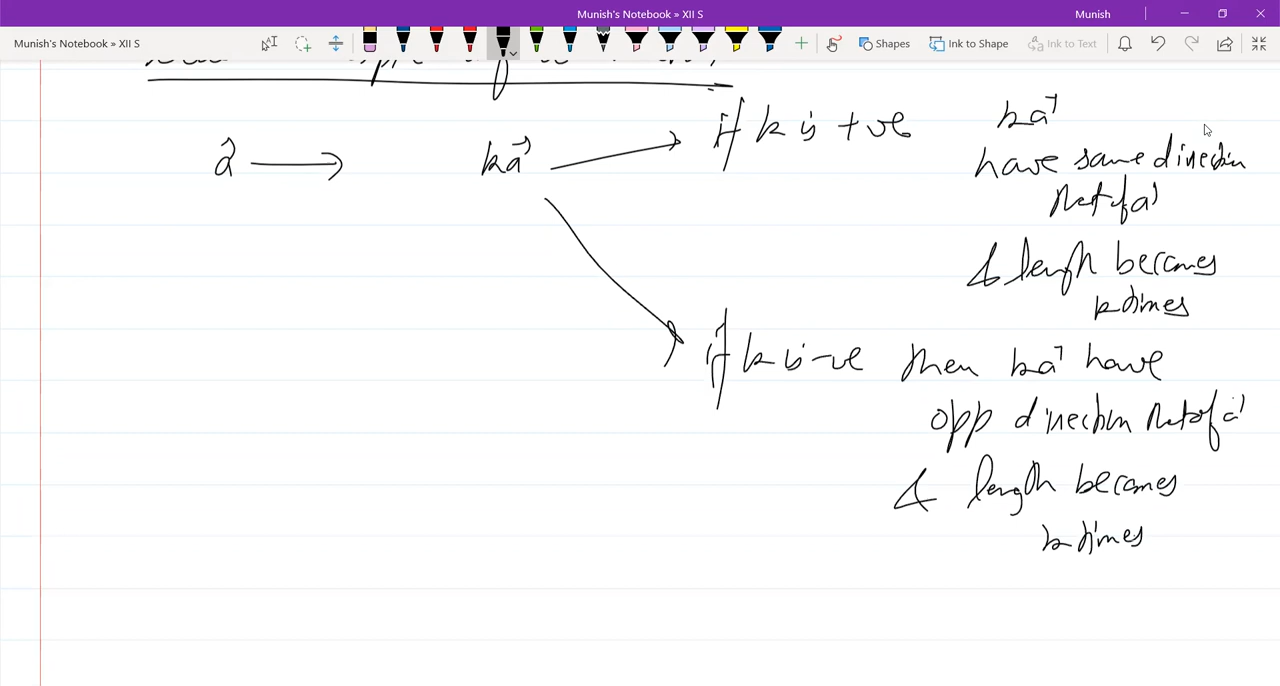 Munish's Notebook » XII S
Munish
Munish's Notebook » XII S
Shapes
Ink to Shape
Ink to Text
a⃗
ka⃗
if k is +ve
ka⃗
have same direction
that of a⃗
& length becomes
k times
if k is -ve then ka⃗ have
opp direction that of a⃗
& length becomes
k times